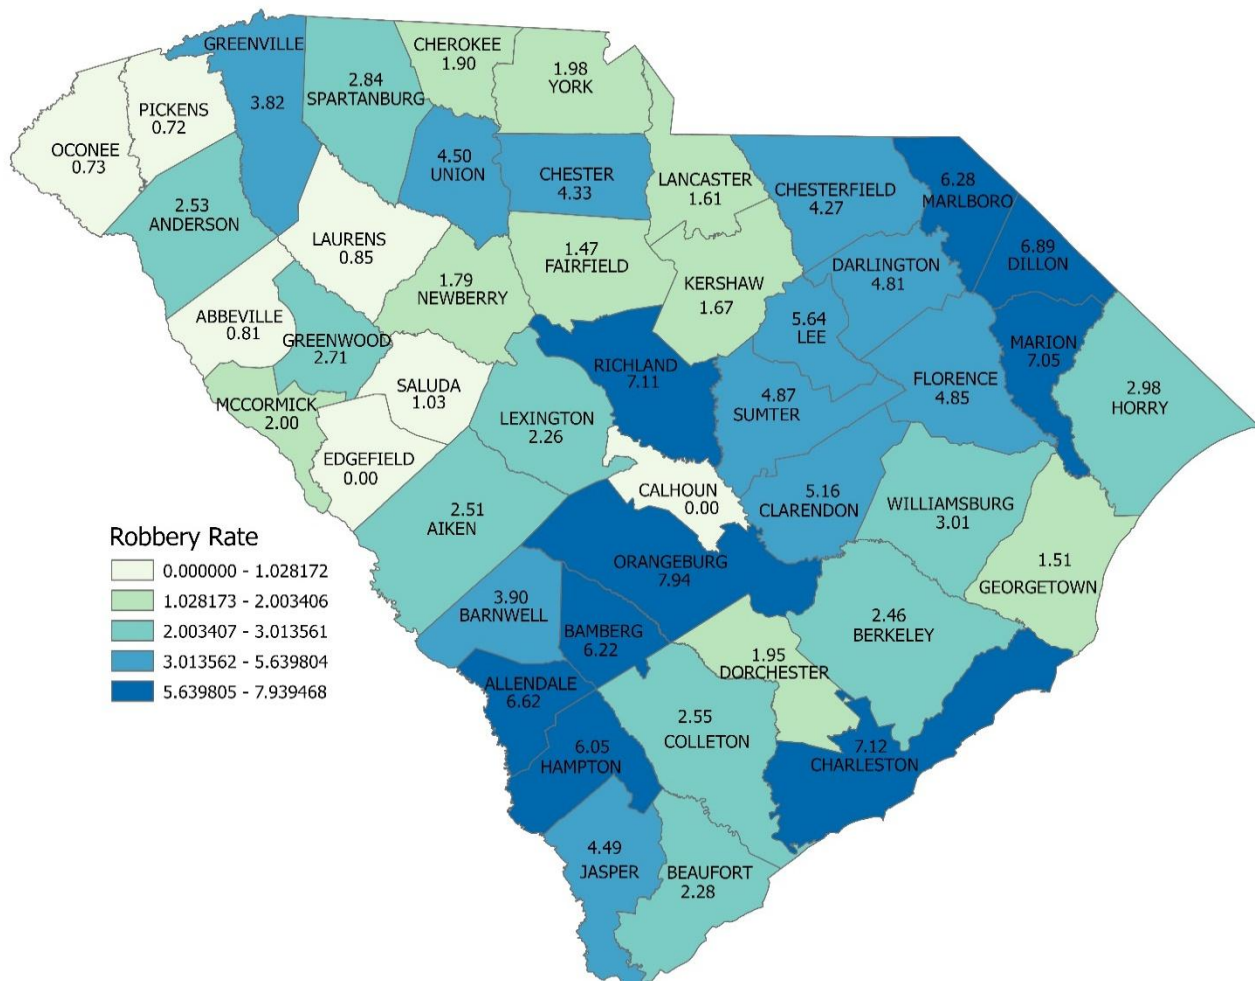 GREENVILLE
3.82
CHEROKEE
1.90
2.84
SPARTANBURG
1.98
YORK
PICKENS
0.72
OCONEE
0.73
4.50
UNION
CHESTER
4.33
LANCASTER
1.61
CHESTERFIELD
4.27
6.28
MARLBORO
2.53
ANDERSON
LAURENS
0.85
1.47
FAIRFIELD
6.89
DILLON
1.79
NEWBERRY
KERSHAW
1.67
DARLINGTON
4.81
ABBEVILLE
0.81
GREENWOOD
2.71
5.64
LEE
MARION
7.05
RICHLAND
7.11
SALUDA
1.03
FLORENCE
4.85
2.98
HORRY
MCCORMICK
2.00
LEXINGTON
2.26
4.87
SUMTER
EDGEFIELD
0.00
CALHOUN
0.00
5.16
CLARENDON
WILLIAMSBURG
3.01
2.51
AIKEN
ORANGEBURG
7.94
1.51
GEORGETOWN
3.90
BARNWELL
BAMBERG
6.22
2.46
BERKELEY
1.95
DORCHESTER
ALLENDALE
6.62
2.55
COLLETON
6.05
HAMPTON
7.12
CHARLESTON
4.49
JASPER
BEAUFORT
2.28
Robbery Rate
0.000000 - 1.028172
1.028173 - 2.003406
2.003407 - 3.013561
3.013562 - 5.639804
5.639805 - 7.939468